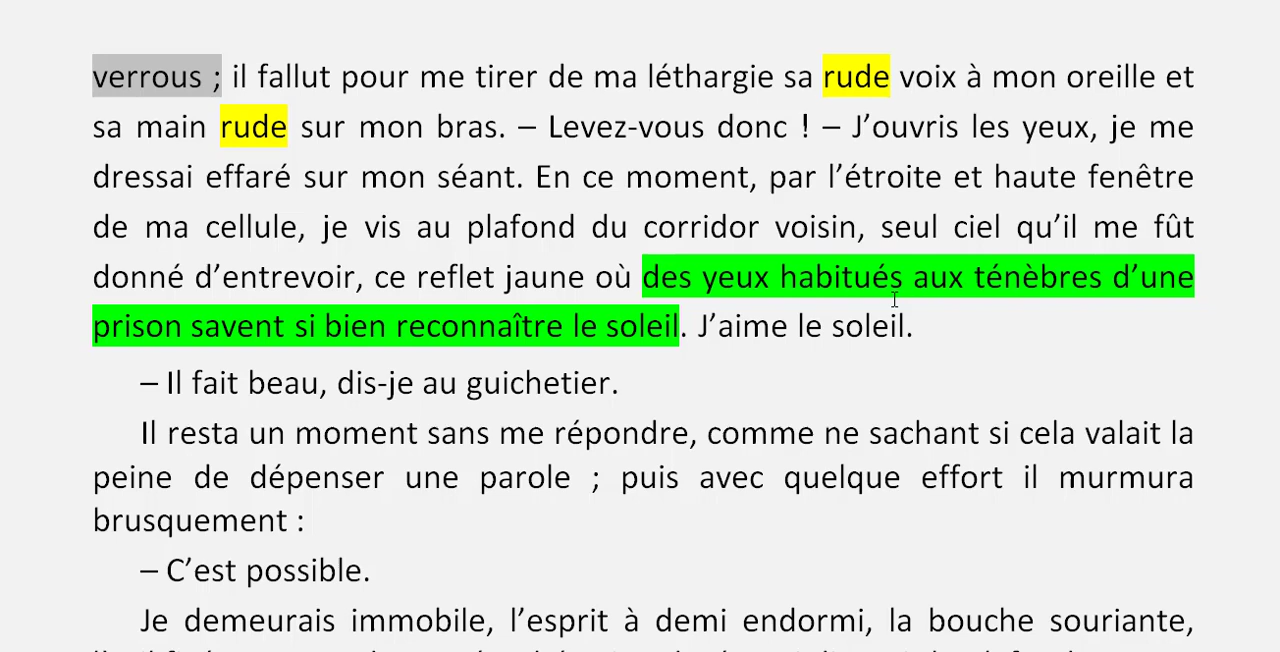 verrous ; il fallut pour me tirer de ma léthargie sa rude voix à mon oreille et
sa main rude sur mon bras. – Levez-vous donc ! – J’ouvris les yeux, je me
dressai effaré sur mon séant. En ce moment, par l’étroite et haute fenêtre
de ma cellule, je vis au plafond du corridor voisin, seul ciel qu’il me fût
donné d’entrevoir, ce reflet jaune où des yeux habitués aux ténèbres d’une
prison savent si bien reconnaître le soleil. J’aime le soleil.
– Il fait beau, dis-je au guichetier.
Il resta un moment sans me répondre, comme ne sachant si cela valait la
peine de dépenser une parole ; puis avec quelque effort il murmura
brusquement :
– C’est possible.
Je demeurais immobile, l’esprit à demi endormi, la bouche souriante,